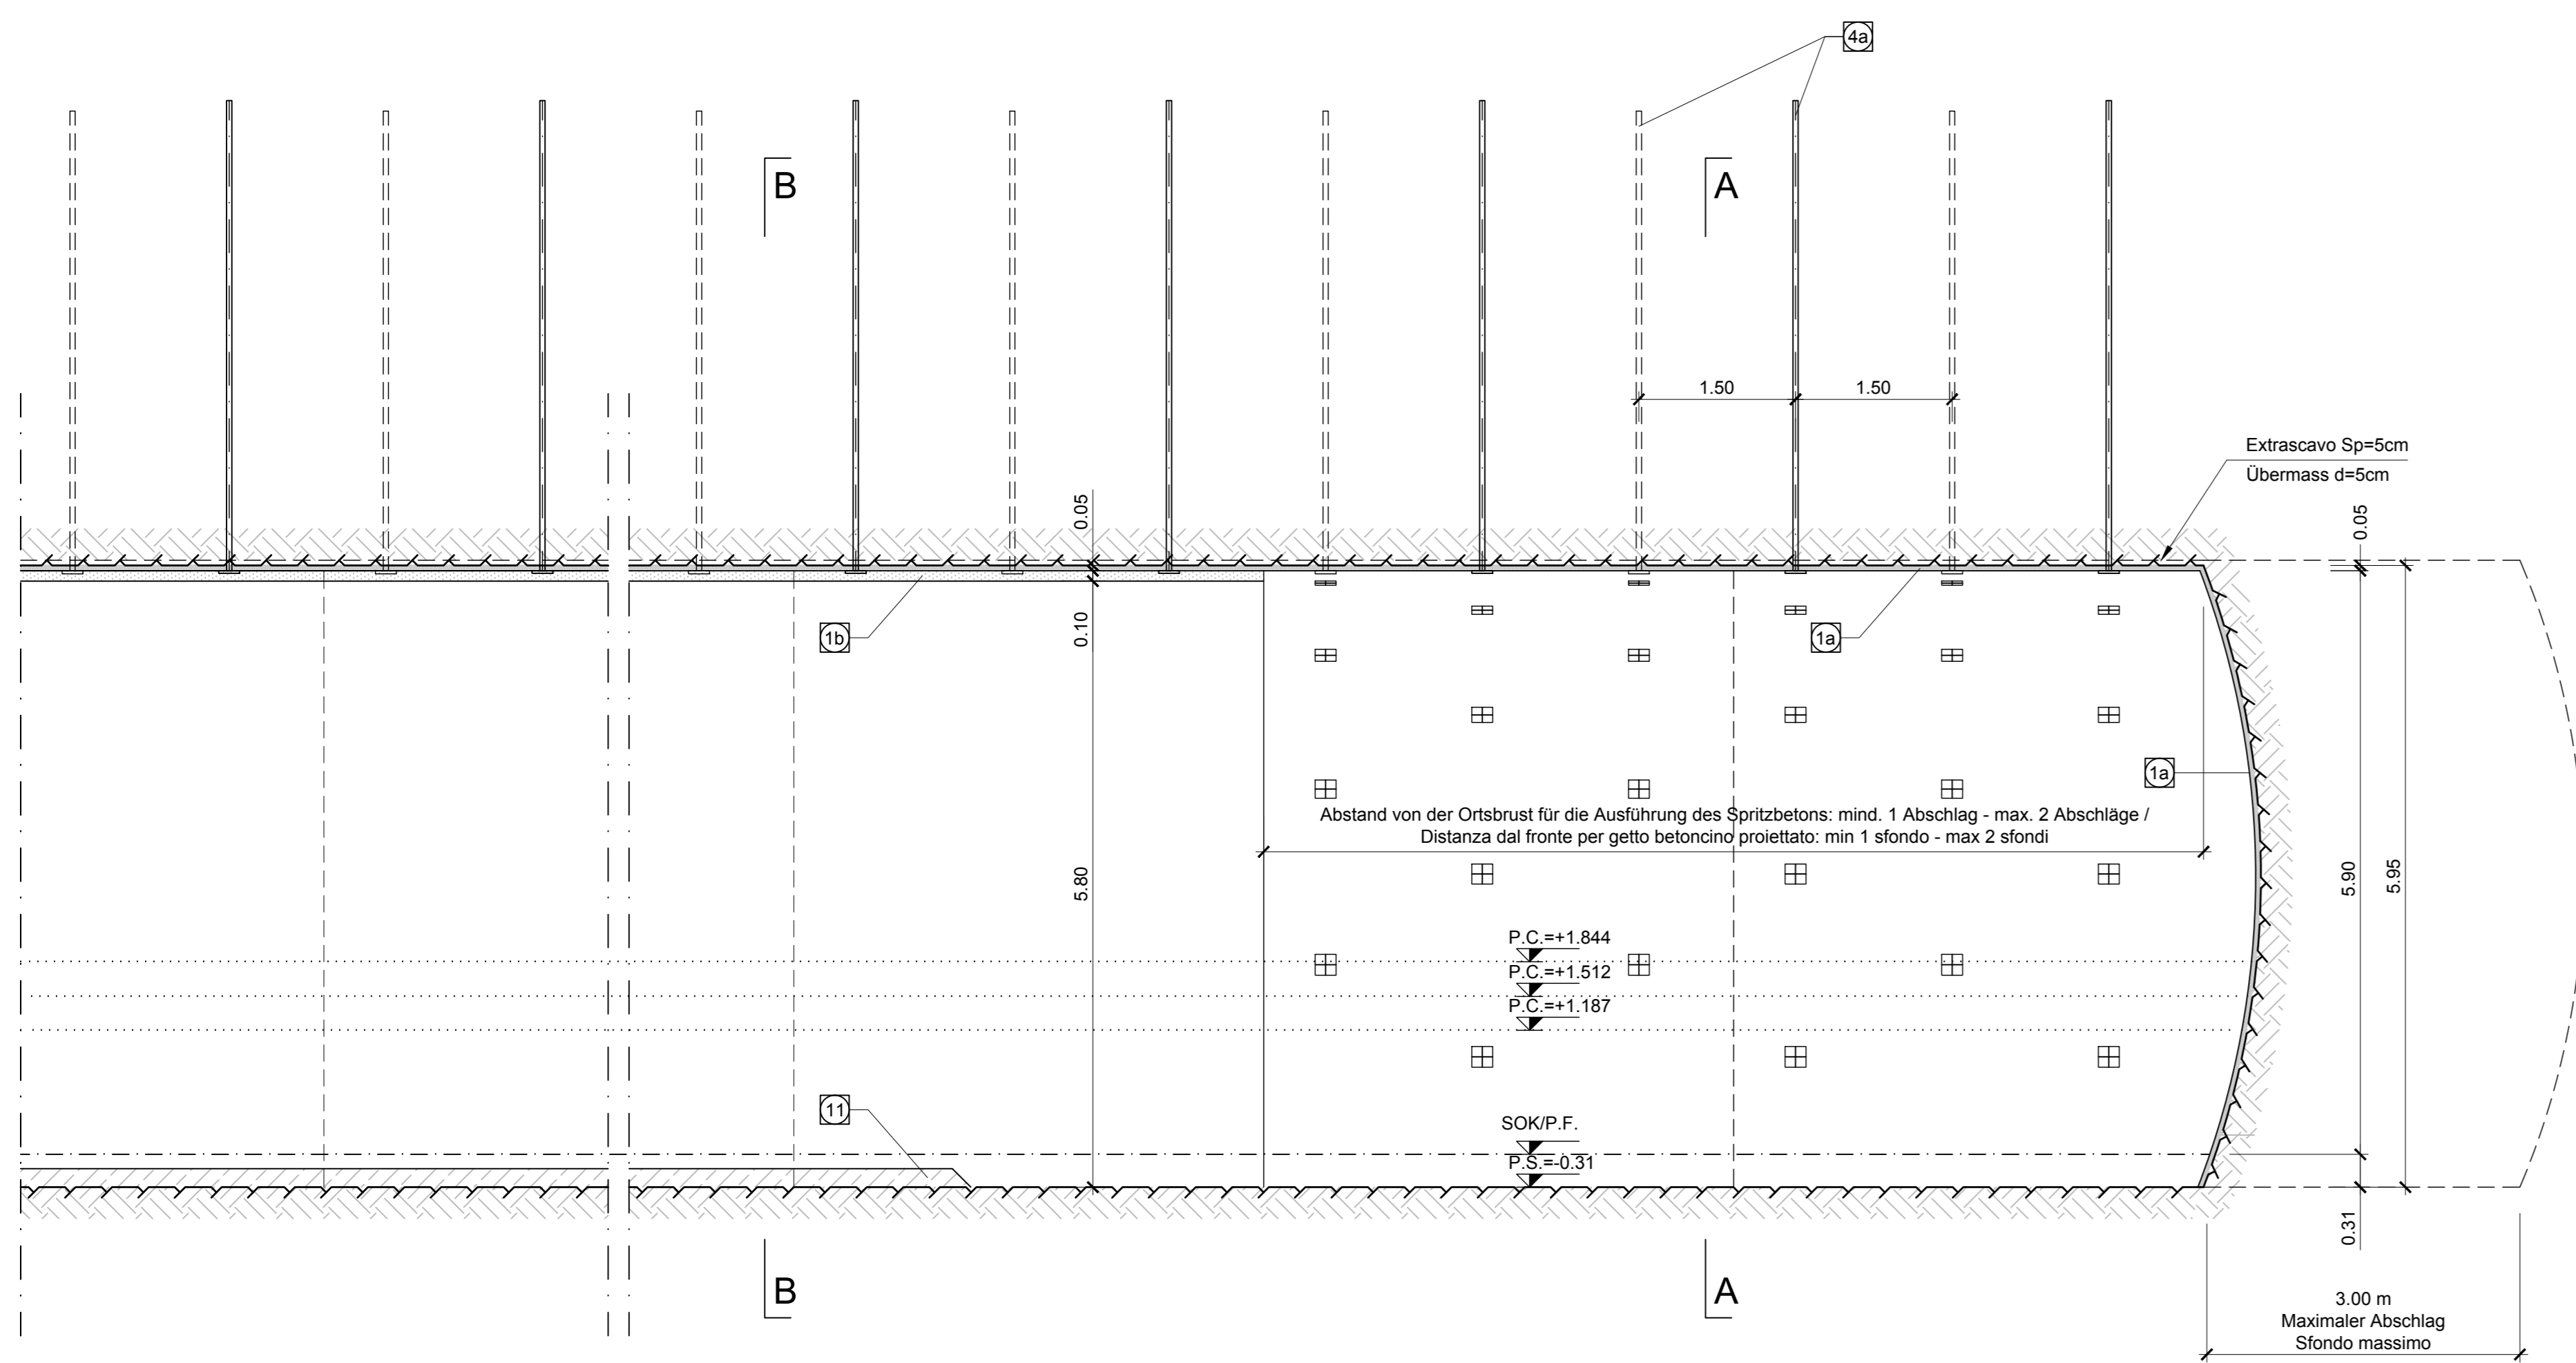 4a
B
A
1.50
1.50
Extrascavo Sp=5cm
Übermass d=5cm
0.05
0.05
1b
0.10
1a
1a
Abstand von der Ortsbrust für die Ausführung des Spritzbetons: mind. 1 Abschlag - max. 2 Abschläge /
Distanza dal fronte per getto betoncino proiettato: min 1 sfondo - max 2 sfondi
5.80
5.90
5.95
P.C.=+1.844
P.C.=+1.512
P.C.=+1.187
11
SOK/P.F.
P.S.=-0.31
0.31
B
A
3.00 m
Maximaler Abschlag
Sfondo massimo